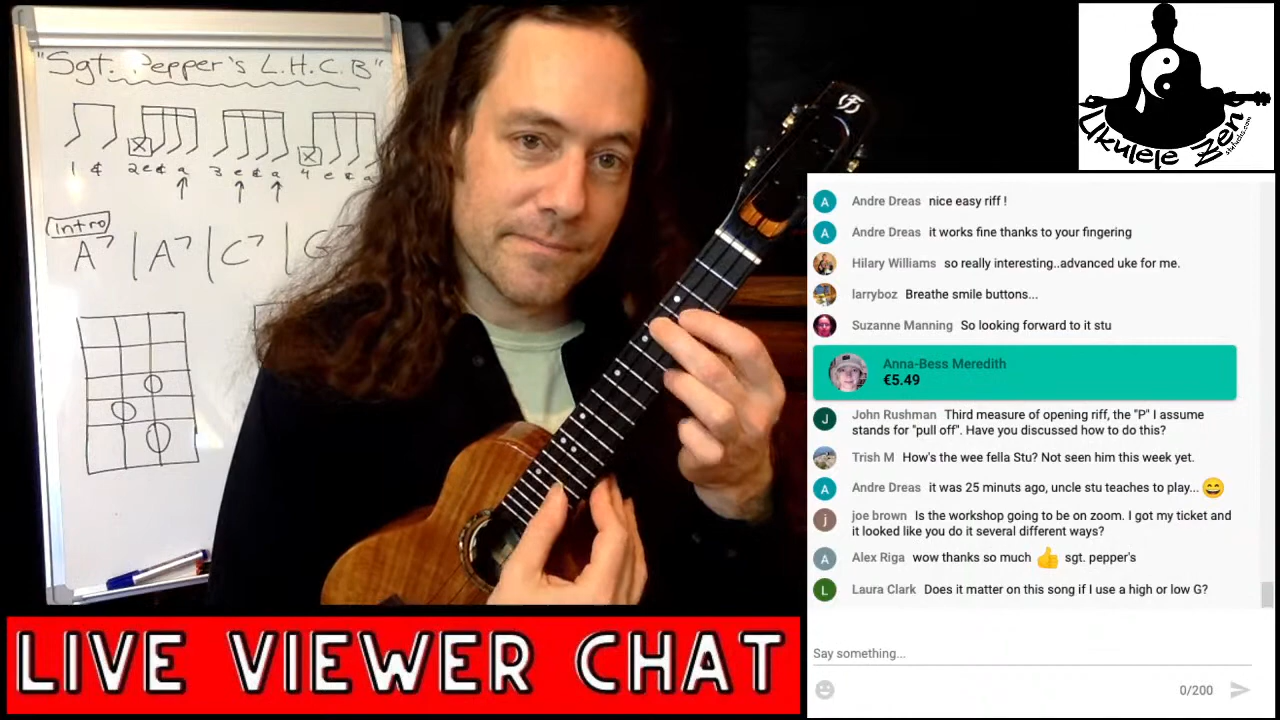 "Sgt. Pepper's L.H.C.B"
1 & 2 e & a 3 e & a 4 e & a
Intro
A7 | A7 | C7 | G7
Ukulele Zen
Andre Dreas nice easy riff !
Andre Dreas it works fine thanks to your fingering
Hilary Williams so really interesting..advanced uke for me.
larryboz Breathe smile buttons...
Suzanne Manning So looking forward to it stu
Anna-Bess Meredith
€5.49
John Rushman Third measure of opening riff, the "P" I assume
stands for "pull off". Have you discussed how to do this?
Trish M How's the wee fella Stu? Not seen him this week yet.
Andre Dreas it was 25 minuts ago, uncle stu teaches to play... 😄
joe brown Is the workshop going to be on zoom. I got my ticket and
it looked like you do it several different ways?
Alex Riga wow thanks so much 👍 sgt. pepper's
Laura Clark Does it matter on this song if I use a high or low G?
Say something...
0/200
LIVE VIEWER CHAT